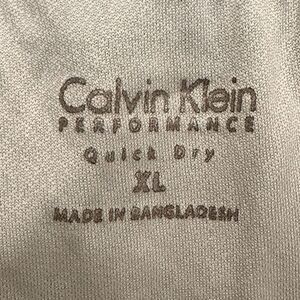 Calvin Klein
PERFORMANCE
Quick Dry
XL
MADE IN BANGLADESH